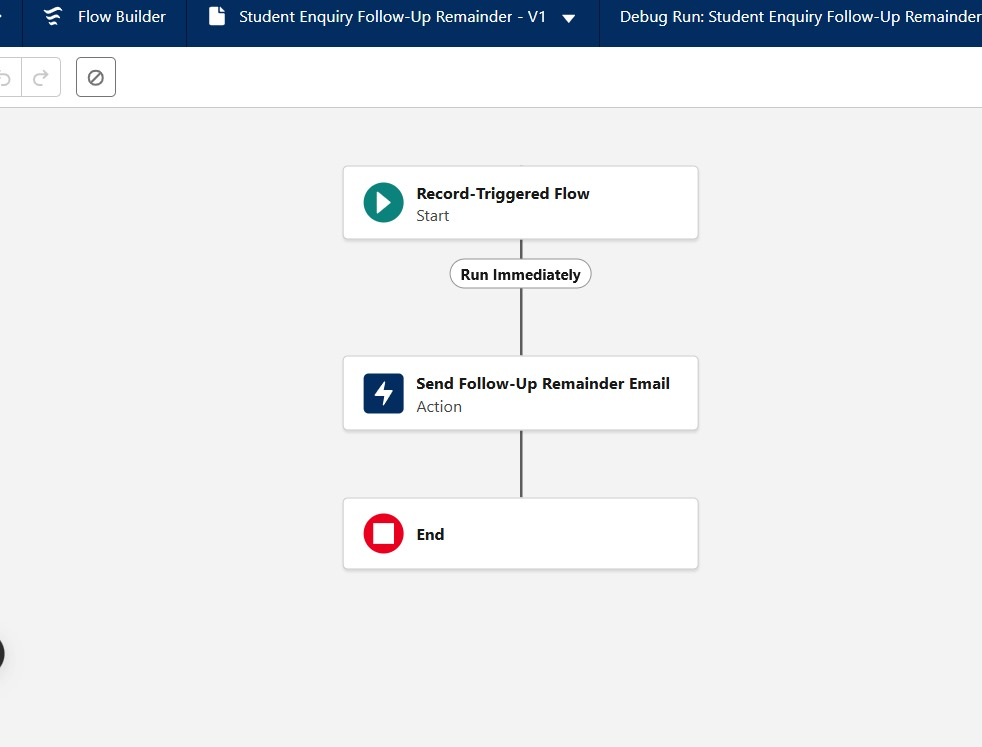 Flow Builder
Student Enquiry Follow-Up Remainder - V1
Debug Run: Student Enquiry Follow-Up Remainder
Record-Triggered Flow
Start
Run Immediately
Send Follow-Up Remainder Email
Action
End